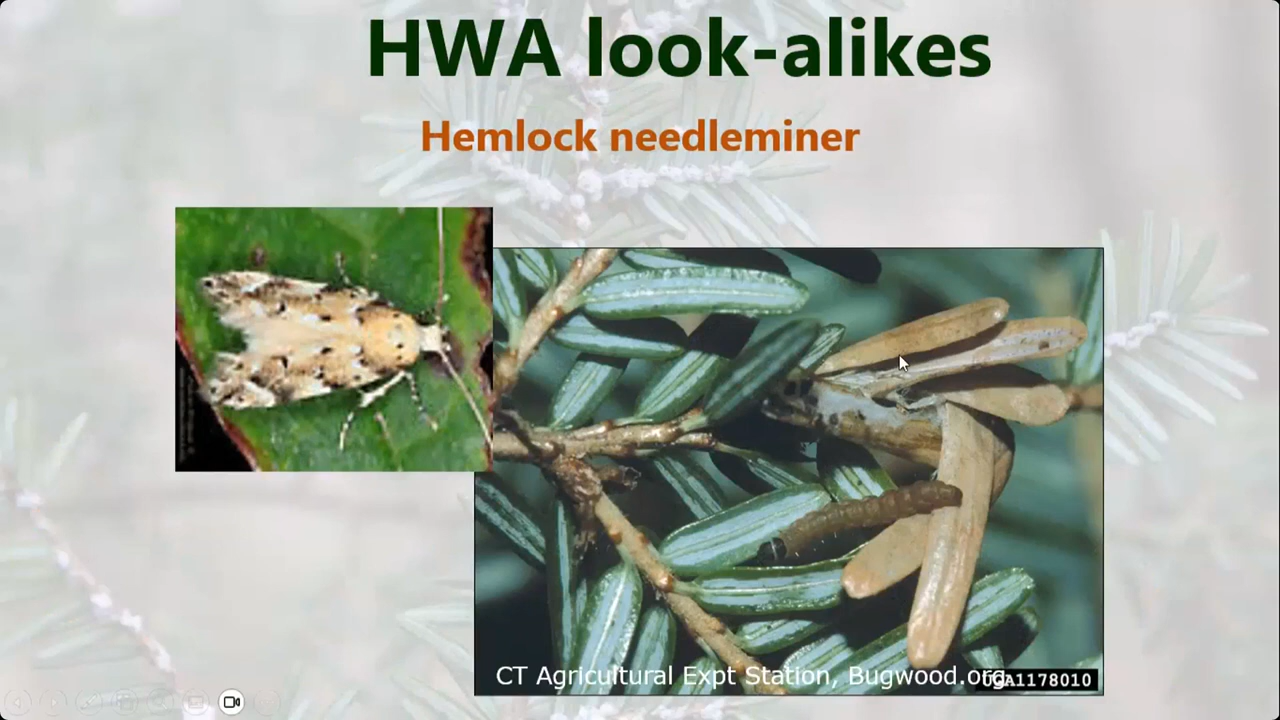 HWA look-alikes
Hemlock needleminer
CT Agricultural Expt Station, Bugwood.org
UGA1178010